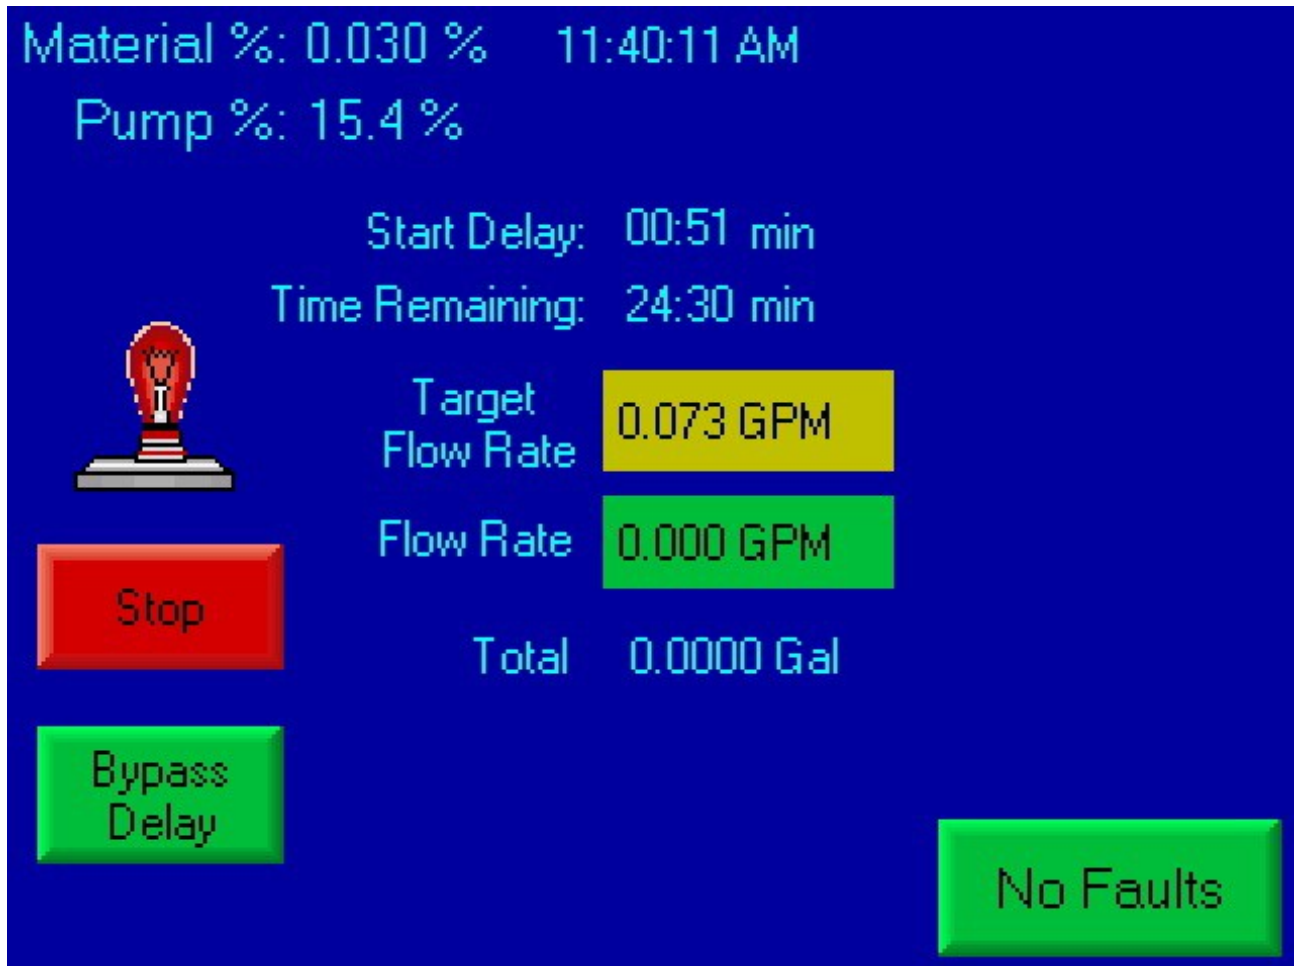 Material %: 0.030 % 11:40:11 AM
Pump %: 15.4 %
Start Delay: 00:51 min
Time Remaining: 24:30 min
Target
Flow Rate
0.073 GPM
Flow Rate 0.000 GPM
Stop
Total 0.0000 Gal
Bypass
Delay
No Faults